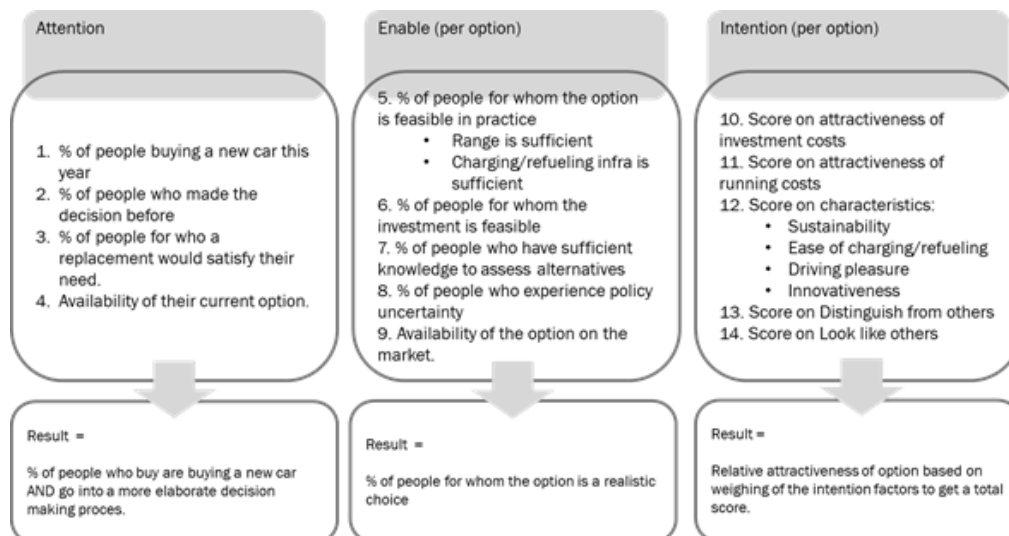 Attention
1. % of people buying a new car this
year
2. % of people who made the
decision before
3. % of people for who a
replacement would satisfy their
need.
4. Availability of their current option.
Result =
% of people who buy are buying a new car
AND go into a more elaborate decision
making proces.
Enable (per option)
5. % of people for whom the option
is feasible in practice
• Range is sufficient
• Charging/refueling infra is
sufficient
6. % of people for whom the
investment is feasible
7. % of people who have sufficient
knowledge to assess alternatives
8. % of people who experience policy
uncertainty
9. Availability of the option on the
market.
Result =
% of people for whom the option is a realistic
choice
Intention (per option)
10. Score on attractiveness of
investment costs
11. Score on attractiveness of
running costs
12. Score on characteristics:
• Sustainability
• Ease of charging/refueling
• Driving pleasure
• Innovativeness
13. Score on Distinguish from others
14. Score on Look like others
Result =
Relative attractiveness of option based on
weighing of the intention factors to get a total
score.